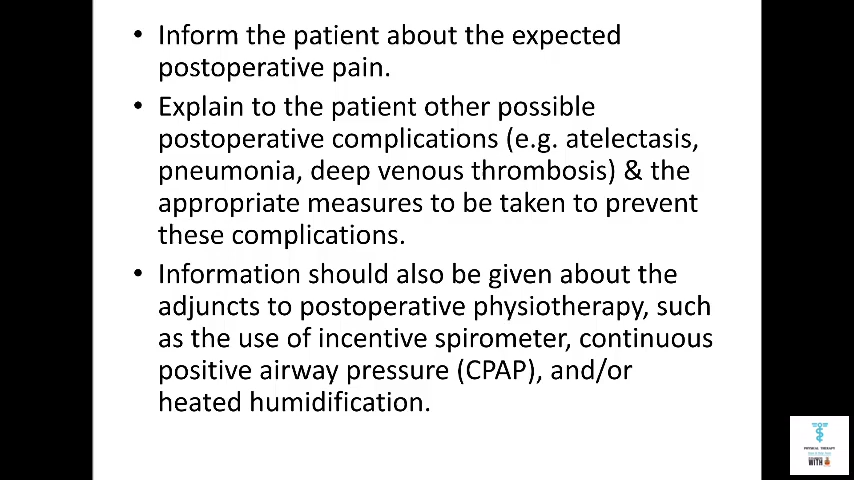 • Inform the patient about the expected
postoperative pain.
• Explain to the patient other possible
postoperative complications (e.g. atelectasis,
pneumonia, deep venous thrombosis) & the
appropriate measures to be taken to prevent
these complications.
• Information should also be given about the
adjuncts to postoperative physiotherapy, such
as the use of incentive spirometer, continuous
positive airway pressure (CPAP), and/or
heated humidification.
PHYSICAL THERAPY
WITH